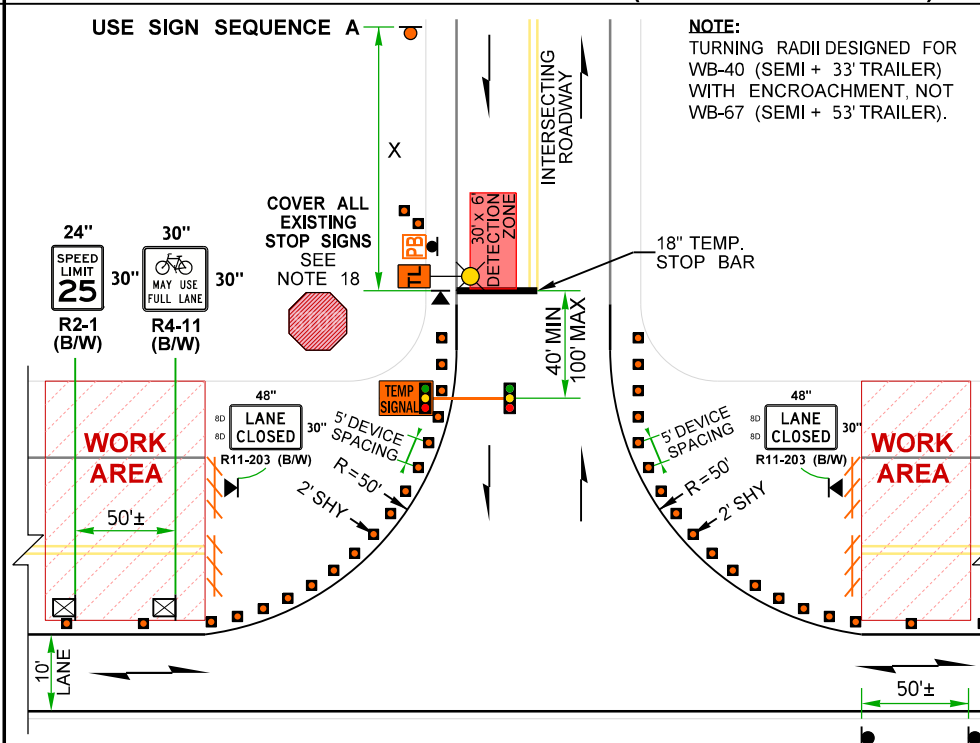 USE SIGN SEQUENCE A
NOTE:
TURNING RADII DESIGNED FOR
WB-40 (SEMI + 33' TRAILER)
WITH ENCROACHMENT, NOT
WB-67 (SEMI + 53' TRAILER).
INTERSECTING
ROADWAY
X
COVER ALL
EXISTING
STOP SIGNS
SEE
NOTE 18
STOP
PB
TL
30' x 6'
DETECTION
ZONE
18" TEMP.
STOP BAR
24"
SPEED
LIMIT
25
30"
R2-1
(B/W)
30"
MAY USE
FULL LANE
30"
R4-11
(B/W)
40' MIN
100' MAX
TEMP
SIGNAL
48"
8D
8D
LANE
CLOSED
30"
R11-203 (B/W)
5' DEVICE
SPACING
R=50'
2' SHY
WORK
AREA
50'±
5' DEVICE
SPACING
R=50'
2' SHY
48"
8D
8D
LANE
CLOSED
30"
R11-203 (B/W)
WORK
AREA
10'
LANE
50'±